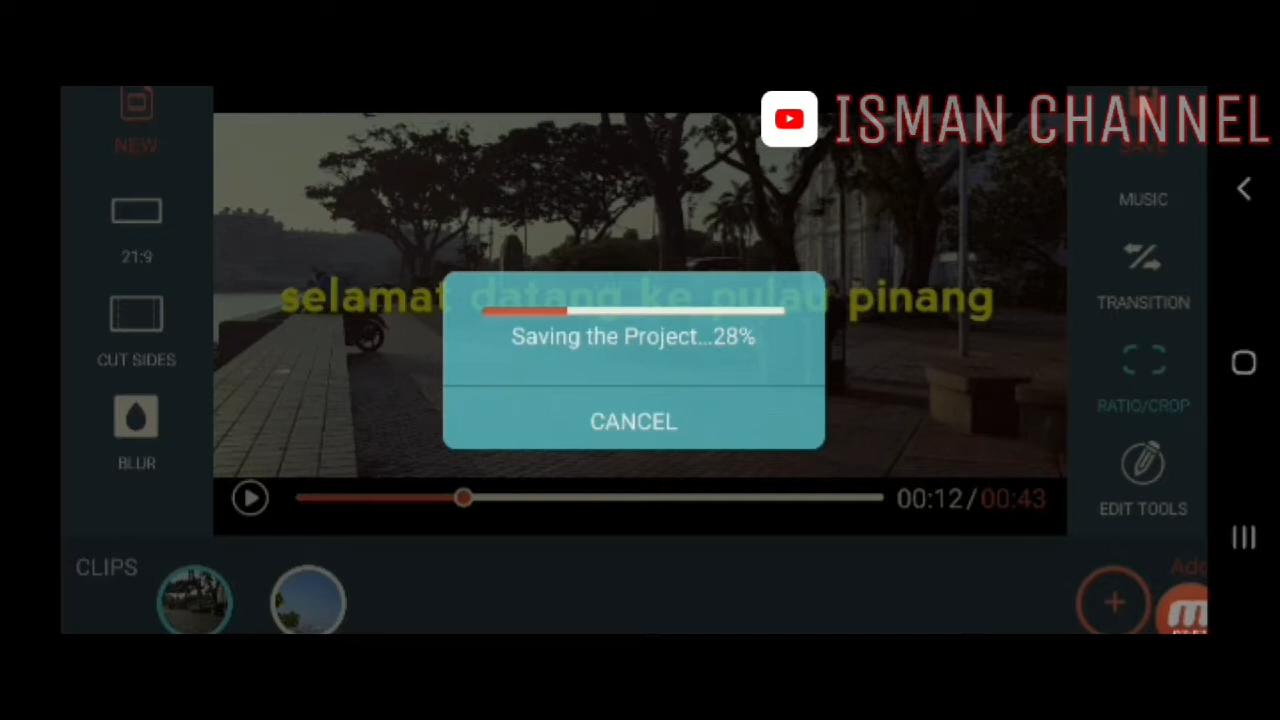 ISMAN CHANNEL
NEW
MUSIC
21:9
selamat datang ke pulau pinang
TRANSITION
Saving the Project...28%
CUT SIDES
RATIO/CROP
CANCEL
BLUR
00:12/00:43
EDIT TOOLS
CLIPS